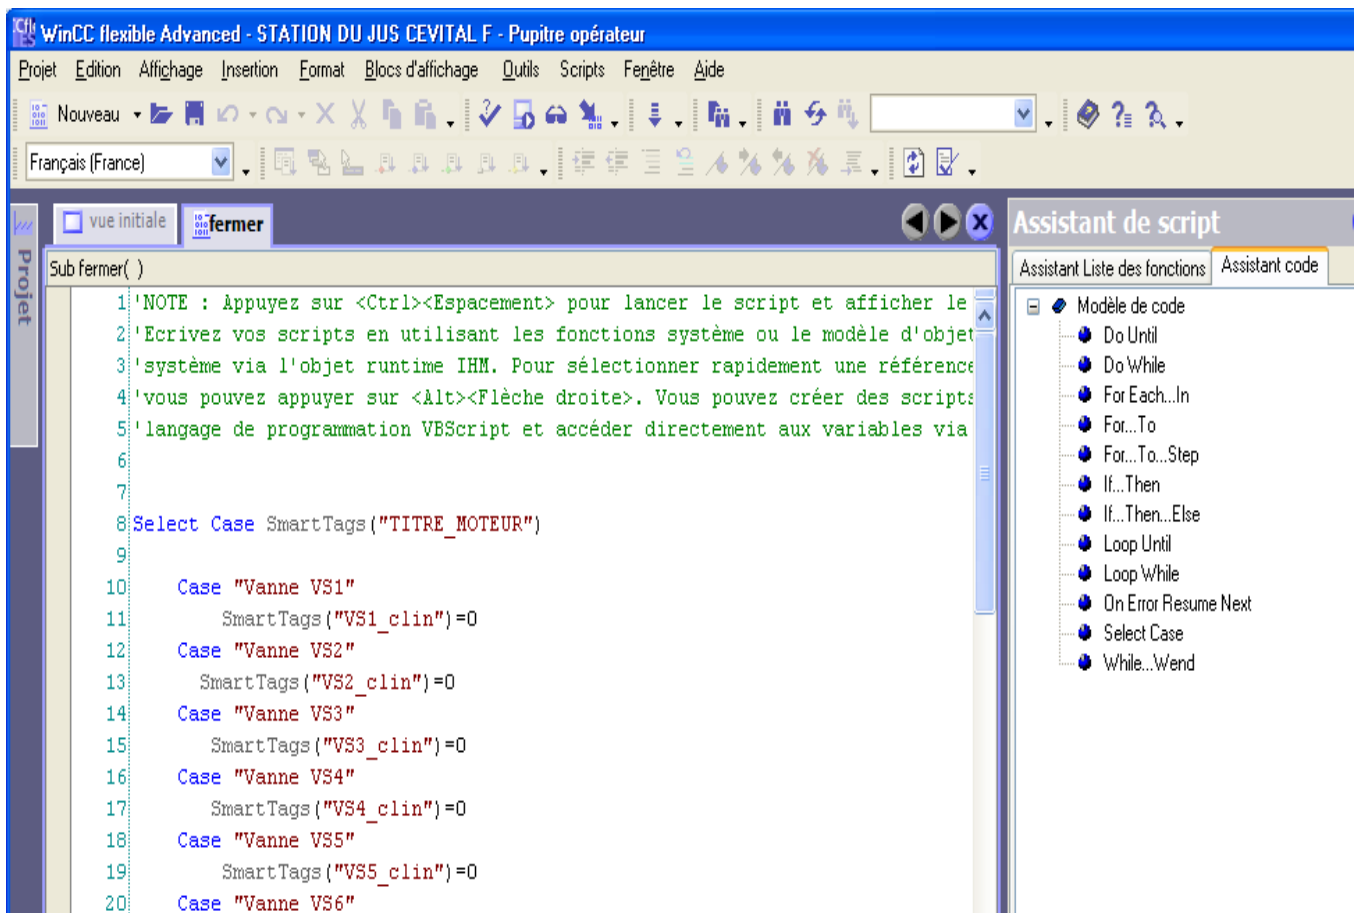 WinCC flexible Advanced - STATION DU JUS CEVITAL F - Pupitre opérateur
Projet Edition Affichage Insertion Format Blocs d'affichage Outils Scripts Fenêtre Aide
Nouveau
Français (France)
vue initiale fermer
Assistant de script
Projet
Sub fermer( )
Assistant Liste des fonctions Assistant code
1 'NOTE : Appuyez sur <Ctrl><Espacement> pour lancer le script et afficher le
2 'Ecrivez vos scripts en utilisant les fonctions système ou le modèle d'objet
3 'système via l'objet runtime IHM. Pour sélectionner rapidement une référence
4 'vous pouvez appuyer sur <Alt><Flèche droite>. Vous pouvez créer des scripts
5 'langage de programmation VBScript et accéder directement aux variables via
6
7
8 Select Case SmartTags("TITRE_MOTEUR")
9
10 Case "Vanne VS1"
11 SmartTags("VS1_clin")=0
12 Case "Vanne VS2"
13 SmartTags("VS2_clin")=0
14 Case "Vanne VS3"
15 SmartTags("VS3_clin")=0
16 Case "Vanne VS4"
17 SmartTags("VS4_clin")=0
18 Case "Vanne VS5"
19 SmartTags("VS5_clin")=0
20 Case "Vanne VS6"
Modèle de code
Do Until
Do While
For Each...In
For...To
For...To...Step
If...Then
If...Then...Else
Loop Until
Loop While
On Error Resume Next
Select Case
While...Wend